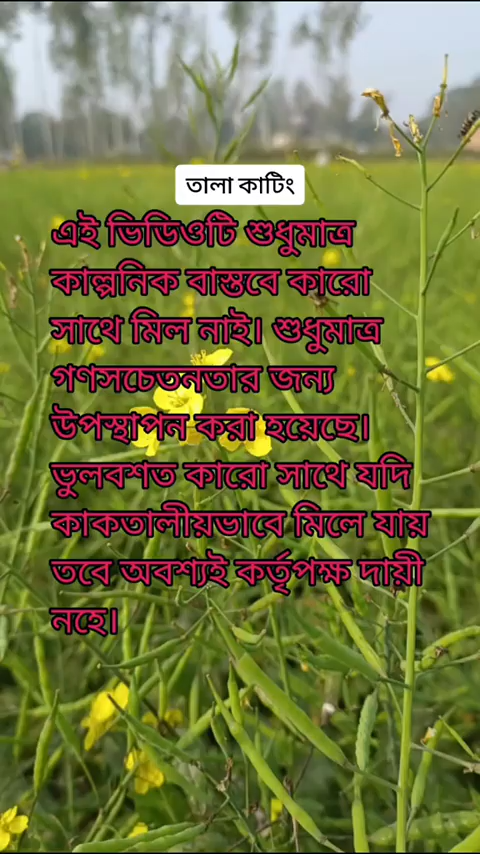 তালা কাটিং
এই ভিডিওটি শুধুমাত্র
কাল্পনিক বাস্তবে কারো
সাথে মিল নাই। শুধুমাত্র
গণসচেতনতার জন্য
উপস্থাপন করা হয়েছে।
ভুলবশত কারো সাথে যদি
কাকতালীয়ভাবে মিলে যায়
তবে অবশ্যই কর্তৃপক্ষ দায়ী
নহে।